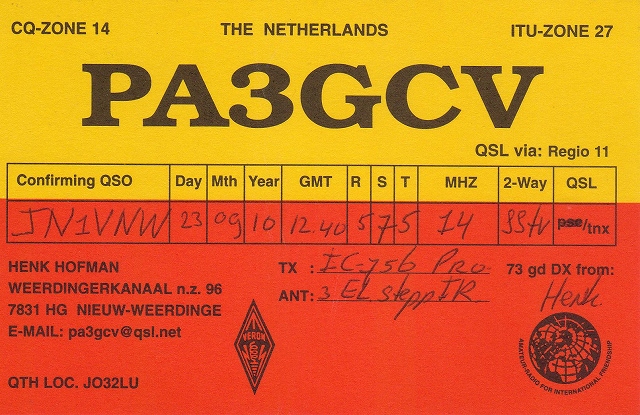 CQ-ZONE 14 THE NETHERLANDS ITU-ZONE 27
PA3GCV
QSL via: Regio 11
Confirming QSO Day Mth Year GMT R S T MHZ 2-Way QSL
JN1VNW 23 09 10 12.40 5 7 5 14 SStv pse/tnx
HENK HOFMAN TX : IC-756 PRO 73 gd DX from:
WEERDINGERKANAAL n.z. 96 ANT: 3 EL SteppIR Henk
7831 HG NIEUW-WEERDINGE
E-MAIL: pa3gcv@qsl.net
VERON
AMATEUR-RADIO FOR INTERNATIONAL FRIENDSHIP
QTH LOC. JO32LU